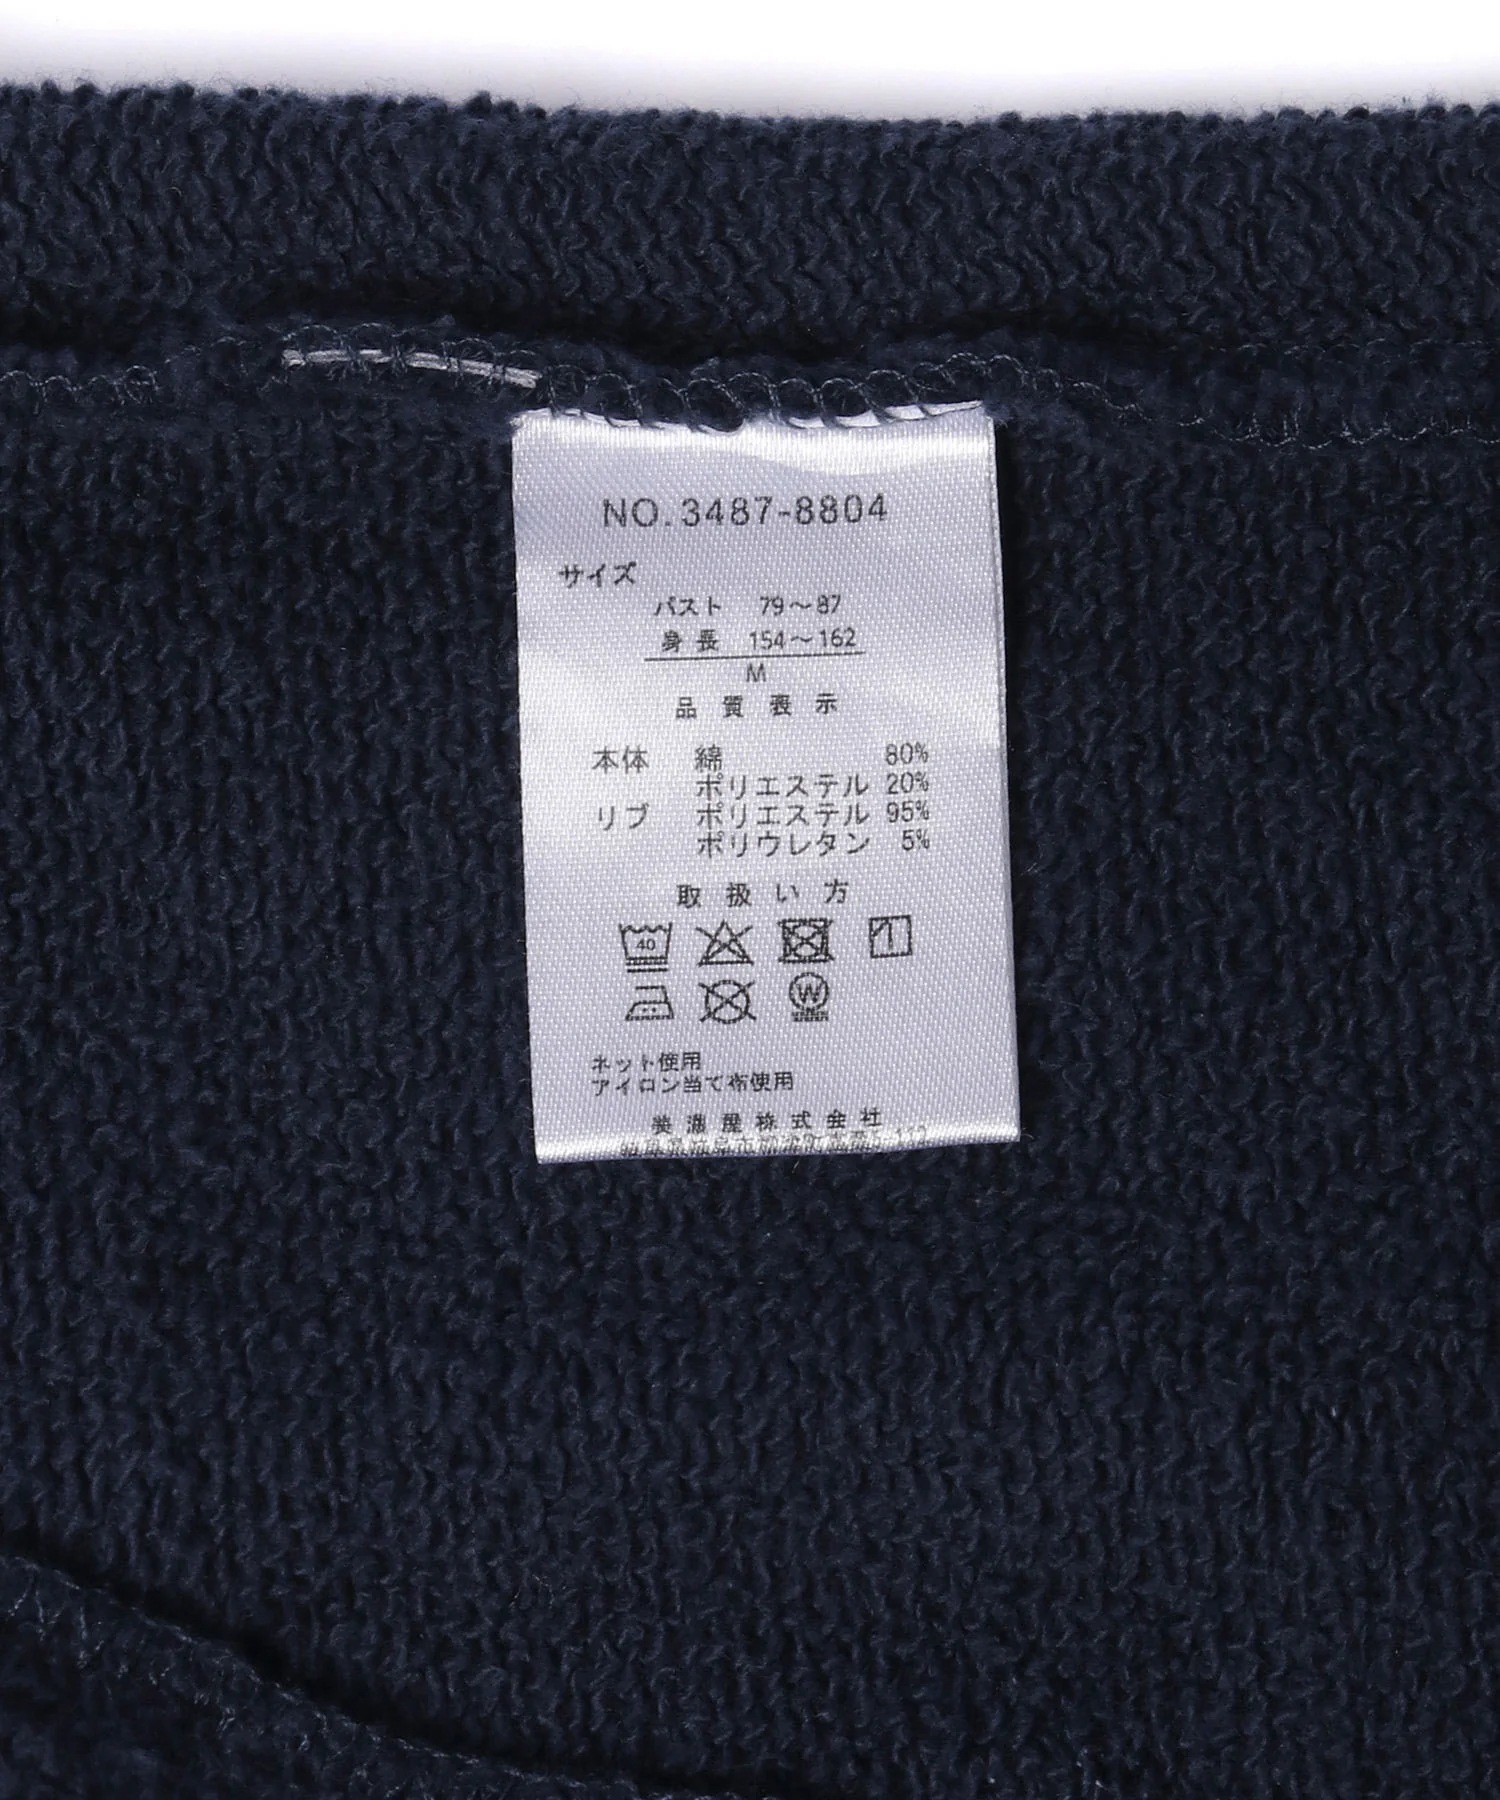 NO.3487-8804
サイズ
バスト 79〜87
身長 154〜162
M
品質表示
本体 綿 80%
ポリエステル 20%
リブ ポリエステル 95%
ポリウレタン 5%
取扱い方
40
W
ネット使用
アイロン当て布使用
美濃屋株式会社